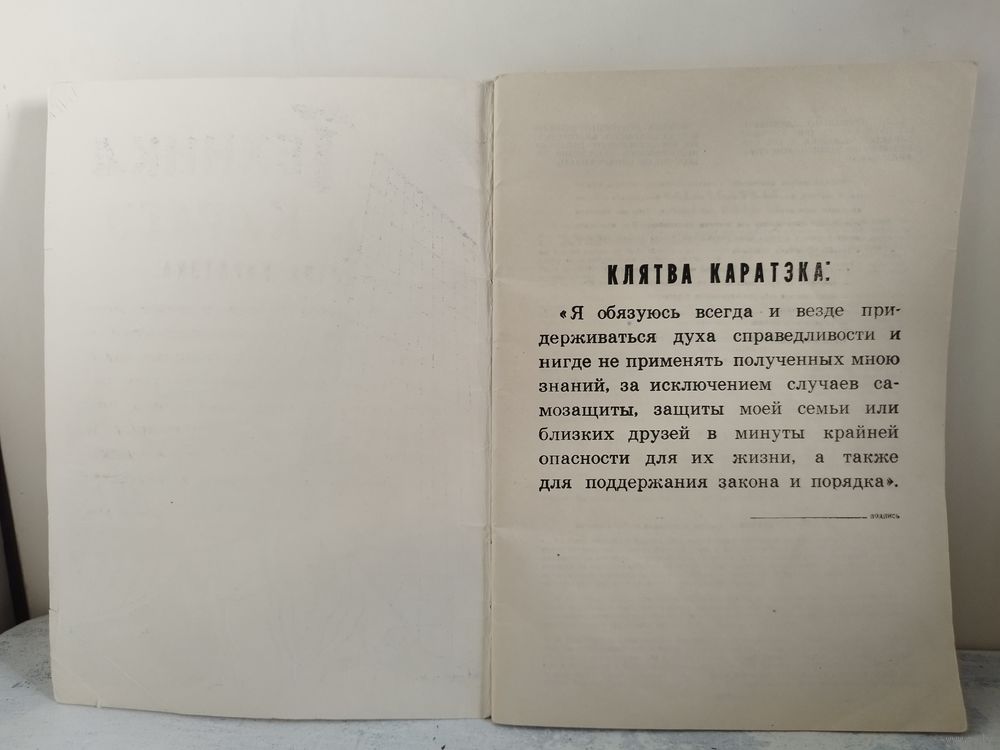 КЛЯТВА КАРАТЭКА:
«Я обязуюсь всегда и везде при-
держиваться духа справедливости и
нигде не применять полученных мною
знаний, за исключением случаев са-
мозащиты, защиты моей семьи или
близких друзей в минуты крайней
опасности для их жизни, а также
для поддержания закона и порядка».
подпись